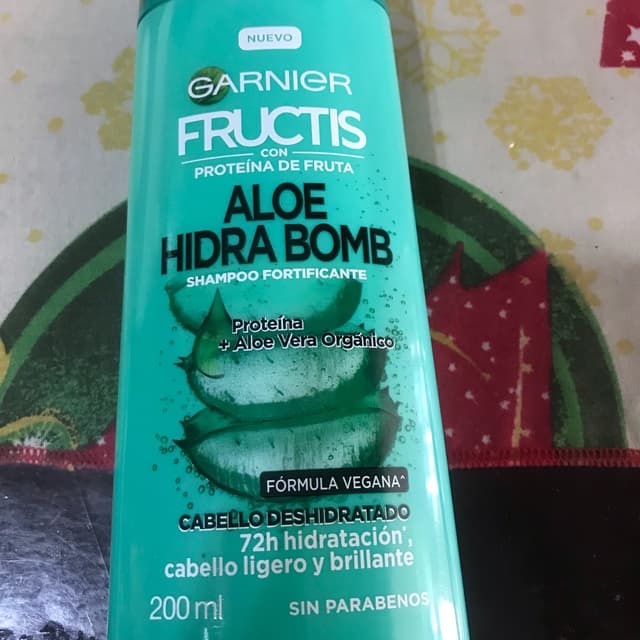 NUEVO
GARNIER
FRUCTIS
CON
PROTEÍNA DE FRUTA
ALOE
HIDRA BOMB
SHAMPOO FORTIFICANTE
Proteína
+ Aloe Vera Orgánico
FÓRMULA VEGANA^
CABELLO DESHIDRATADO
72h hidratación*,
cabello ligero y brillante
200 ml
SIN PARABENOS